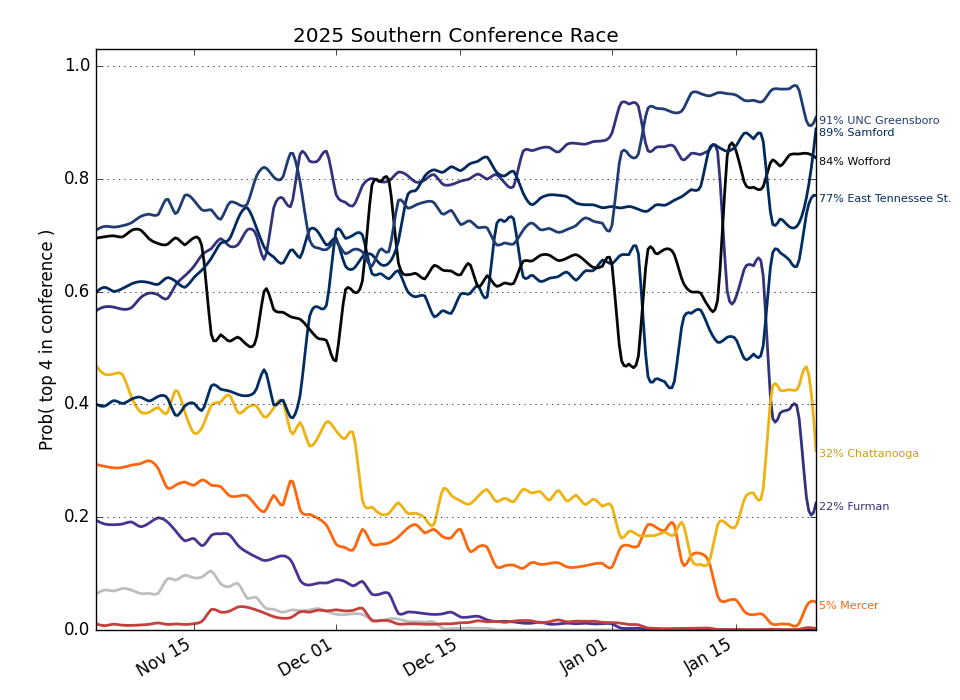 2025 Southern Conference Race
Prob( top 4 in conference )
1.0
0.8
0.6
0.4
0.2
0.0
Nov 15
Dec 01
Dec 15
Jan 01
Jan 15
91% UNC Greensboro
89% Samford
84% Wofford
77% East Tennessee St.
32% Chattanooga
22% Furman
5% Mercer